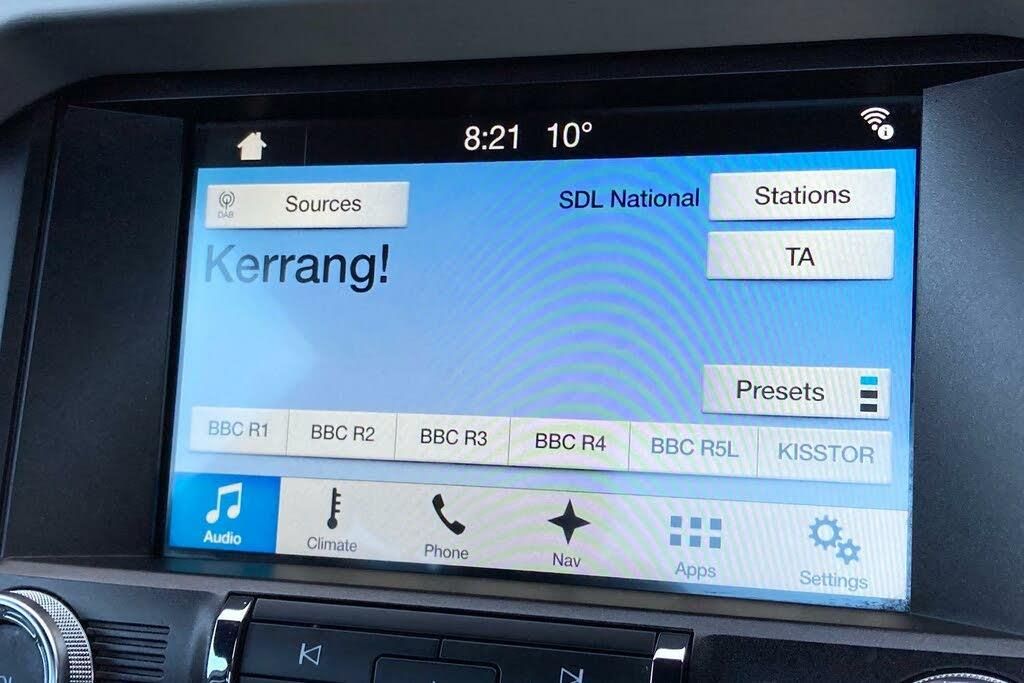 8:21 10°
DAB Sources
SDL National Stations
Kerrang!
TA
Presets
BBC R1 BBC R2 BBC R3 BBC R4 BBC R5L KISSTOR
Audio Climate Phone Nav Apps Settings